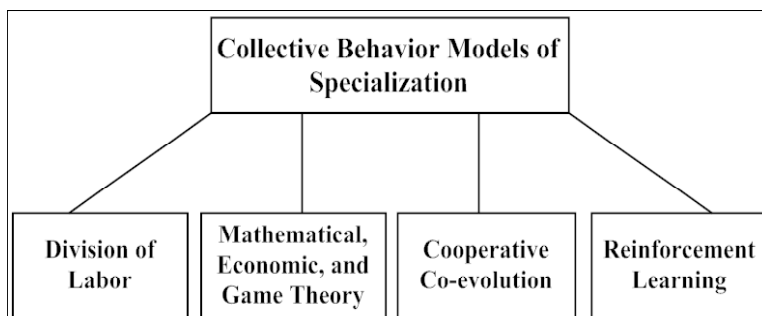 Collective Behavior Models of
Specialization
Division of
Labor
Mathematical,
Economic, and
Game Theory
Cooperative
Co-evolution
Reinforcement
Learning